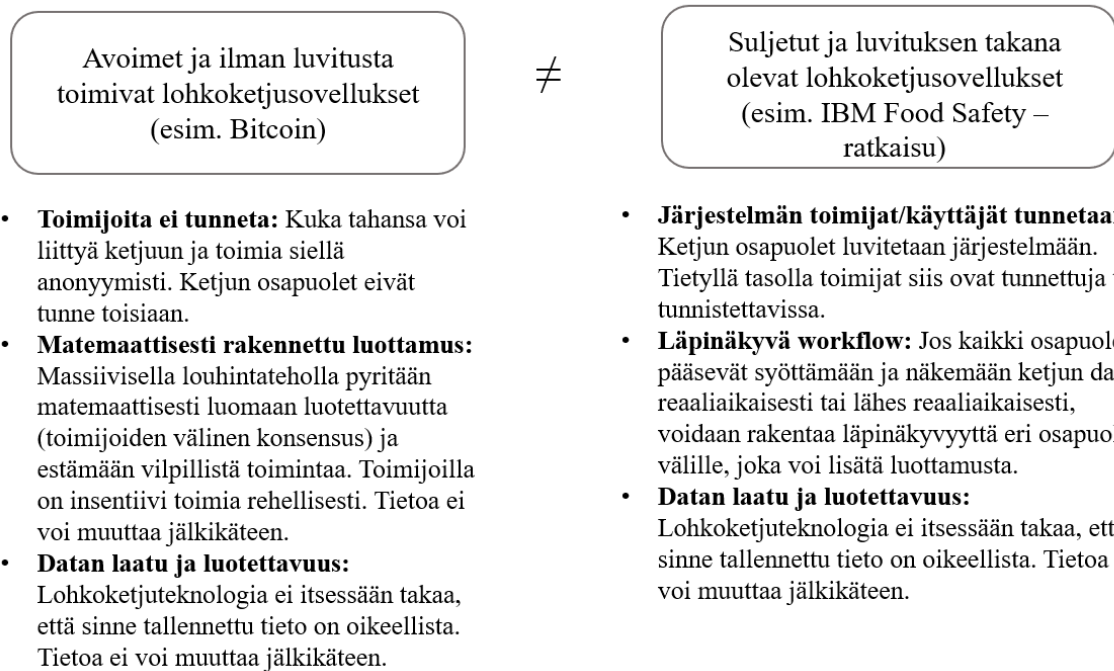 Avoimet ja ilman luvitusta
toimivat lohkoketjusovellukset
(esim. Bitcoin)
≠
Suljetut ja luvituksen takana
olevat lohkoketjusovellukset
(esim. IBM Food Safety –
ratkaisu)
• Toimijoita ei tunneta: Kuka tahansa voi
liittyä ketjuun ja toimia siellä
anonyymisti. Ketjun osapuolet eivät
tunne toisiaan.
• Matemaattisesti rakennettu luottamus:
Massiivisella louhintateholla pyritään
matemaattisesti luomaan luotettavuutta
(toimijoiden välinen konsensus) ja
estämään vilpillistä toimintaa. Toimijoilla
on insentiivi toimia rehellisesti. Tietoa ei
voi muuttaa jälkikäteen.
• Datan laatu ja luotettavuus:
Lohkoketjuteknologia ei itsessään takaa,
että sinne tallennettu tieto on oikeellista.
Tietoa ei voi muuttaa jälkikäteen.
• Järjestelmän toimijat/käyttäjät
Ketjun osapuolet luvitetaan järjestelmään.
Tietyllä tasolla toimijat siis ovat tunnettuja
tunnistettavissa.
• Läpinäkyvä workflow: Jos kaikki
pääsevät syöttämään ja näkemään ketjun
reaaliaikaisesti tai lähes reaaliaikaisesti,
voidaan rakentaa läpinäkyvyyttä eri
välille, joka voi lisätä luottamusta.
• Datan laatu ja luotettavuus:
Lohkoketjuteknologia ei itsessään takaa,
sinne tallennettu tieto on oikeellista. Tietoa
voi muuttaa jälkikäteen.